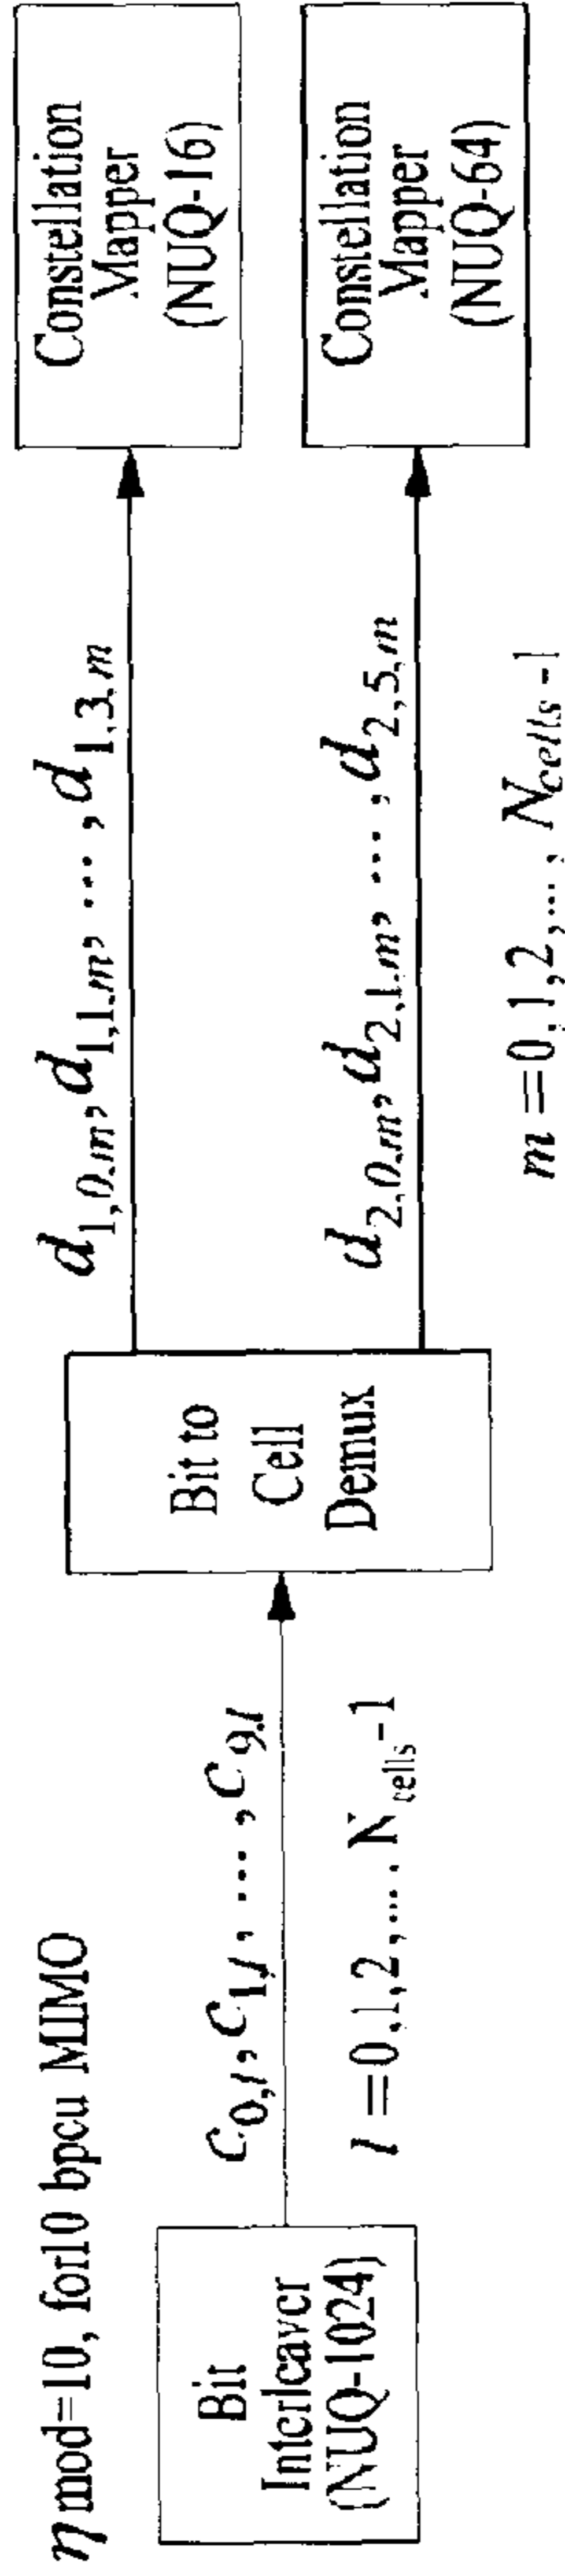 η mod=10, for10 bpcu MIMO
Bit
Interleaver
(NUQ-1024)
c0,l, c1,l, ..., c9,l
l =0,1,2,.... Ncells-1
Bit to
Cell
Demux
d1,0,m, d1,1,m, ..., d1,3,m
d2,0,m, d2,1,m, ..., d2,5,m
m =0,1,2,..., Ncells-1
Constellation
Mapper
(NUQ-16)
Constellation
Mapper
(NUQ-64)